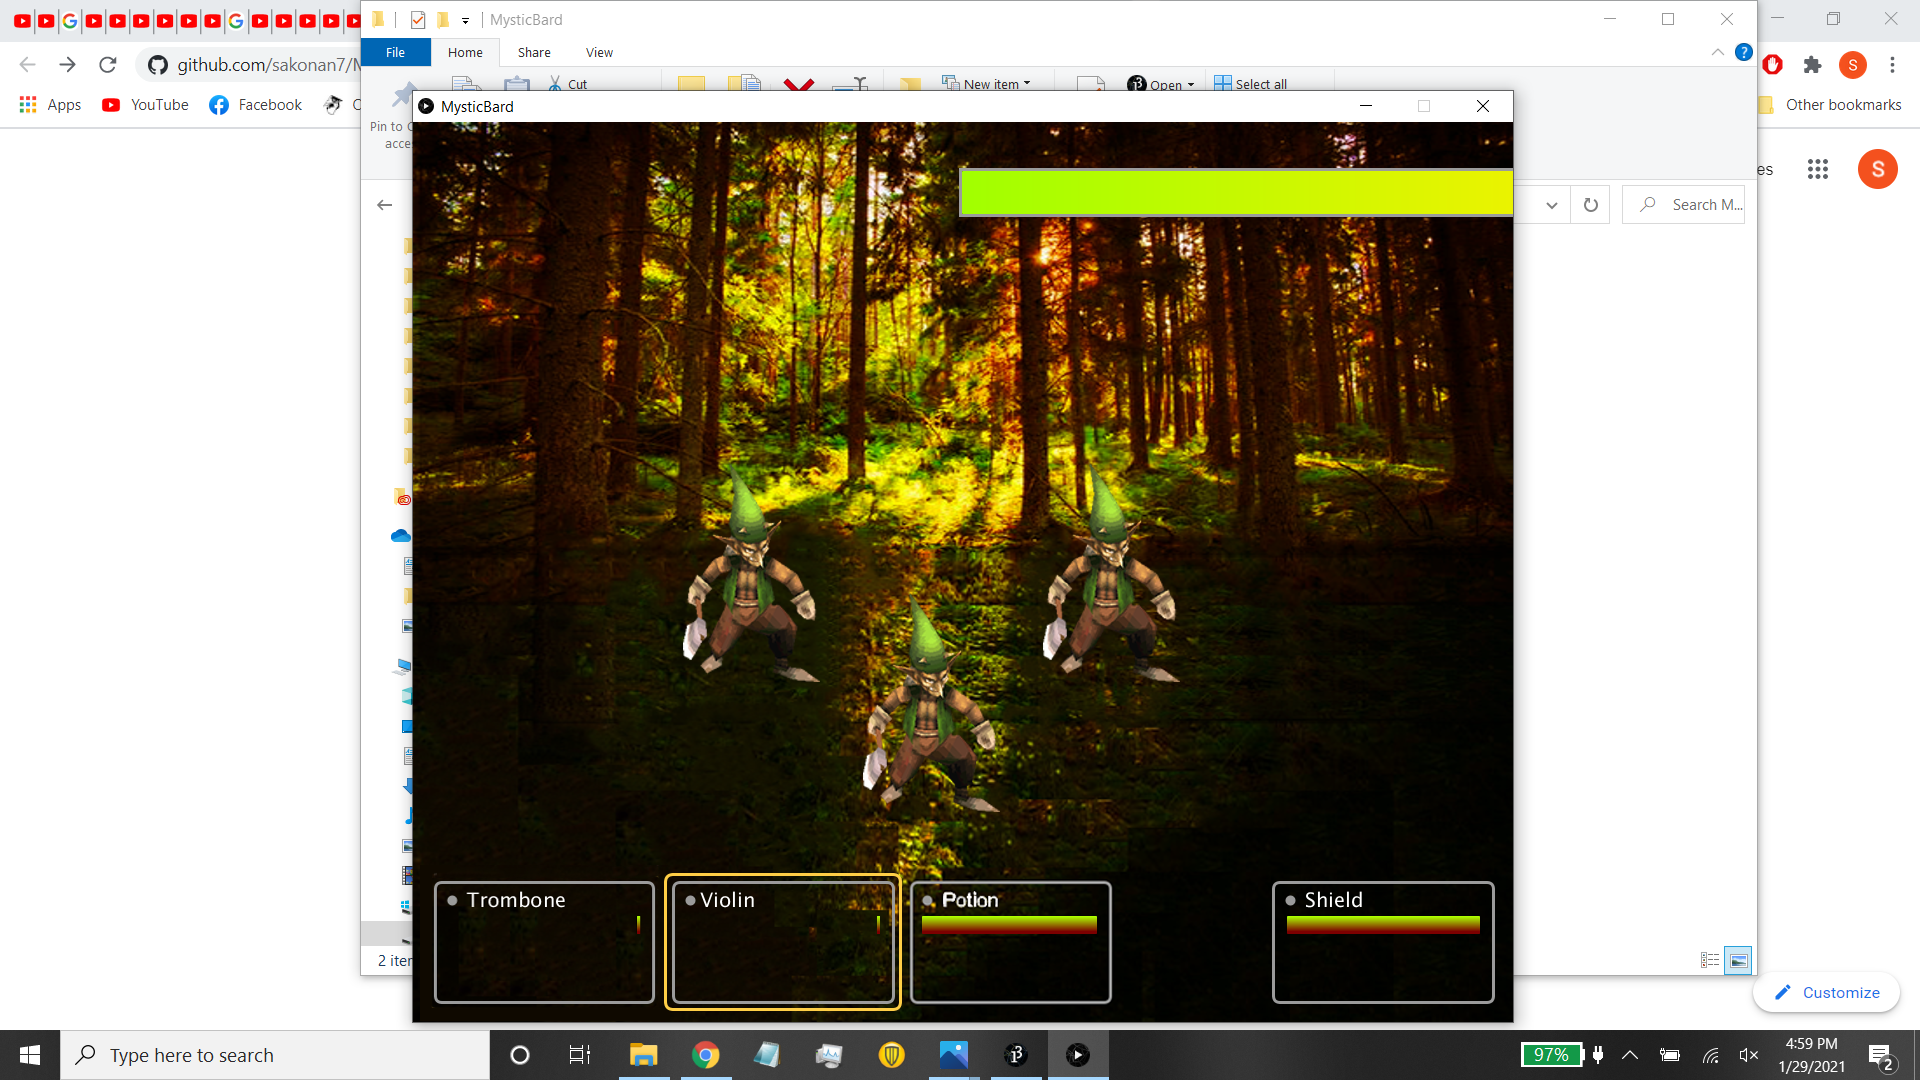 MysticBard
github.com/sakonan7/M
File
Home
Share
View
Cut
New item
Open
Select all
Apps
YouTube
Facebook
Other bookmarks
MysticBard
Pin to
acces
es
S
S
Search M...
Trombone
Violin
Potion
Shield
2 iter
Customize
Type here to search
97%
4:59 PM
1/29/2021
2